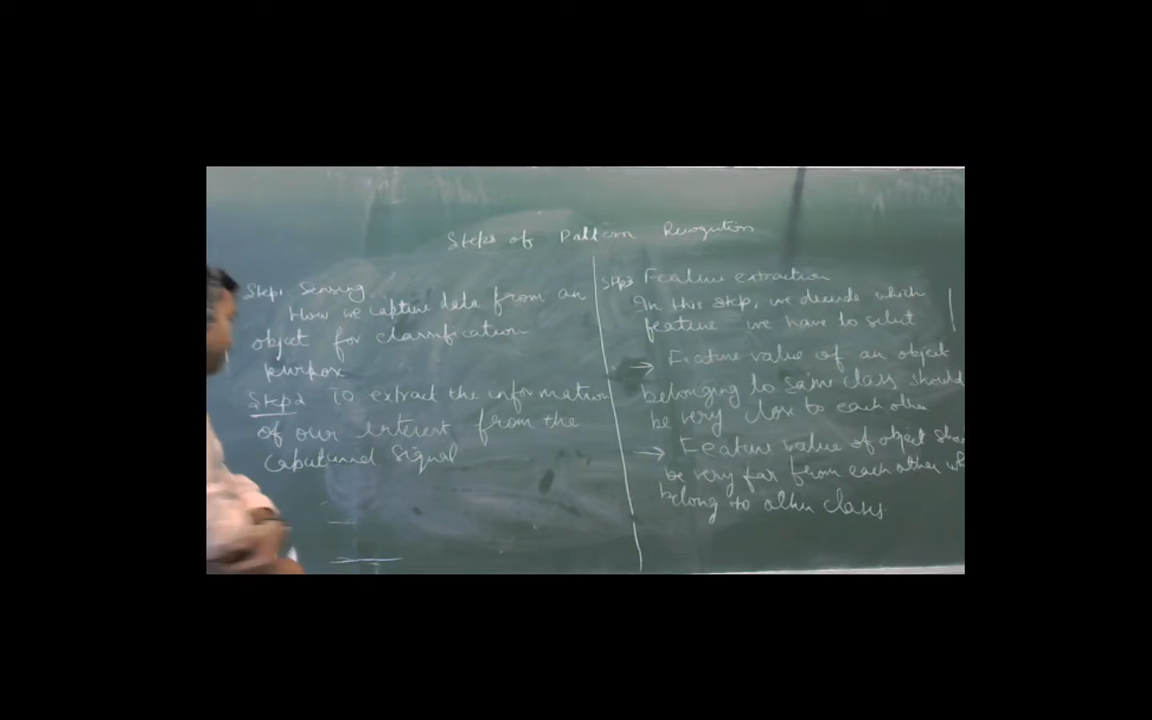 Steps of Pattern Recognition
Step1 Sensing
How we capture data from an
object for classification
purpose
Step2 To extract the information
of our interest from the
Captured Signal
Step3 Feature extraction
In this step, we decide which
feature we have to select
→ Feature value of an object
belonging to same class should
be very close to each other
→ Feature value of object
be very far from each other
belong to other class.